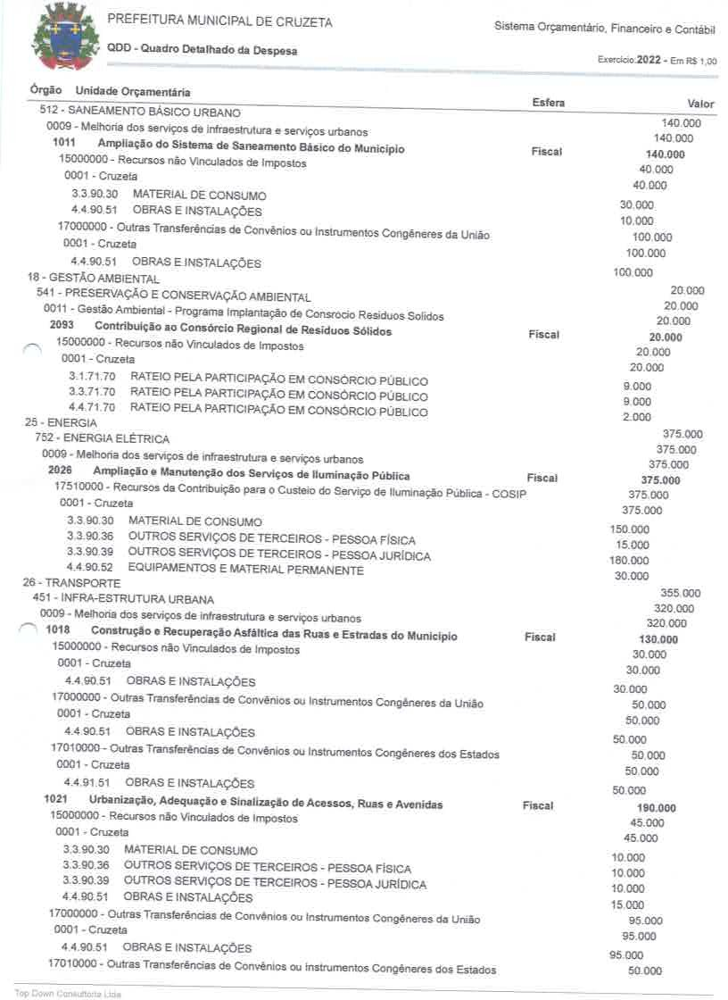 PREFEITURA MUNICIPAL DE CRUZETA
Sistema Orçamentário, Financeiro e Contábil
QDD - Quadro Detalhado da Despesa
Exercício:2022 - Em R$ 1,00
Órgão Unidade Orçamentária Esfera Valor
512 - SANEAMENTO BÁSICO URBANO 140.000
0009 - Melhoria dos serviços de infraestrutura e serviços urbanos 140.000
1011 Ampliação do Sistema de Saneamento Básico do Município Fiscal 140.000
15000000 - Recursos não Vinculados de Impostos 40.000
0001 - Cruzeta 40.000
3.3.90.30 MATERIAL DE CONSUMO 30.000
4.4.90.51 OBRAS E INSTALAÇÕES 10.000
17000000 - Outras Transferências de Convênios ou Instrumentos Congêneres da União 100.000
0001 - Cruzeta 100.000
4.4.90.51 OBRAS E INSTALAÇÕES 100.000
18 - GESTÃO AMBIENTAL 20.000
541 - PRESERVAÇÃO E CONSERVAÇÃO AMBIENTAL 20.000
0011 - Gestão Ambiental - Programa Implantação de Consrocio Residuos Solidos 20.000
2093 Contribuição ao Consórcio Regional de Resíduos Sólidos Fiscal 20.000
15000000 - Recursos não Vinculados de Impostos 20.000
0001 - Cruzeta 20.000
3.1.71.70 RATEIO PELA PARTICIPAÇÃO EM CONSÓRCIO PÚBLICO 9.000
3.3.71.70 RATEIO PELA PARTICIPAÇÃO EM CONSÓRCIO PÚBLICO 9.000
4.4.71.70 RATEIO PELA PARTICIPAÇÃO EM CONSÓRCIO PÚBLICO 2.000
25 - ENERGIA 375.000
752 - ENERGIA ELÉTRICA 375.000
0009 - Melhoria dos serviços de infraestrutura e serviços urbanos 375.000
2026 Ampliação e Manutenção dos Serviços de Iluminação Pública Fiscal 375.000
17510000 - Recursos da Contribuição para o Custeio do Serviço de Iluminação Pública - COSIP 375.000
0001 - Cruzeta 375.000
3.3.90.30 MATERIAL DE CONSUMO 150.000
3.3.90.36 OUTROS SERVIÇOS DE TERCEIROS - PESSOA FÍSICA 15.000
3.3.90.39 OUTROS SERVIÇOS DE TERCEIROS - PESSOA JURÍDICA 180.000
4.4.90.52 EQUIPAMENTOS E MATERIAL PERMANENTE 30.000
26 - TRANSPORTE 355.000
451 - INFRA-ESTRUTURA URBANA 320.000
0009 - Melhoria dos serviços de infraestrutura e serviços urbanos 320.000
1018 Construção e Recuperação Asfáltica das Ruas e Estradas do Município Fiscal 130.000
15000000 - Recursos não Vinculados de Impostos 30.000
0001 - Cruzeta 30.000
4.4.90.51 OBRAS E INSTALAÇÕES 30.000
17000000 - Outras Transferências de Convênios ou Instrumentos Congêneres da União 50.000
0001 - Cruzeta 50.000
4.4.90.51 OBRAS E INSTALAÇÕES 50.000
17010000 - Outras Transferências de Convênios ou Instrumentos Congêneres dos Estados 50.000
0001 - Cruzeta 50.000
4.4.91.51 OBRAS E INSTALAÇÕES 50.000
1021 Urbanização, Adequação e Sinalização de Acessos, Ruas e Avenidas Fiscal 190.000
15000000 - Recursos não Vinculados de Impostos 45.000
0001 - Cruzeta 45.000
3.3.90.30 MATERIAL DE CONSUMO 10.000
3.3.90.36 OUTROS SERVIÇOS DE TERCEIROS - PESSOA FÍSICA 10.000
3.3.90.39 OUTROS SERVIÇOS DE TERCEIROS - PESSOA JURÍDICA 10.000
4.4.90.51 OBRAS E INSTALAÇÕES 15.000
17000000 - Outras Transferências de Convênios ou Instrumentos Congêneres da União 95.000
0001 - Cruzeta 95.000
4.4.90.51 OBRAS E INSTALAÇÕES 95.000
17010000 - Outras Transferências de Convênios ou Instrumentos Congêneres dos Estados 50.000
Top Down Consultoria Ltda